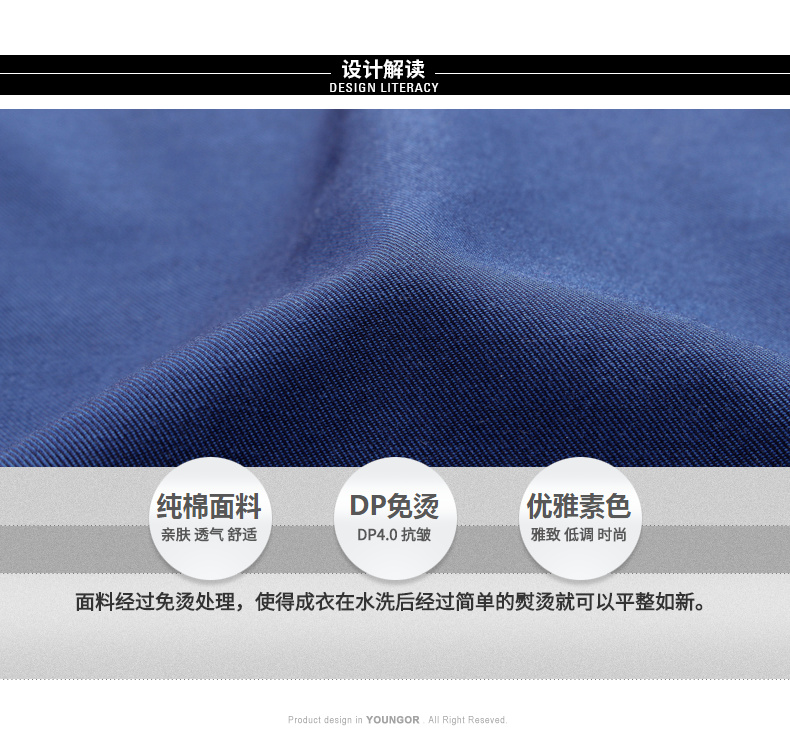 设计解读
DESIGN LITERACY
纯棉面料
亲肤 透气 舒适
DP免烫
DP4.0 抗皱
优雅素色
雅致 低调 时尚
面料经过免烫处理，使得成衣在水洗后经过简单的熨烫就可以平整如新。
Product design in YOUNGOR . All Right Reseved.